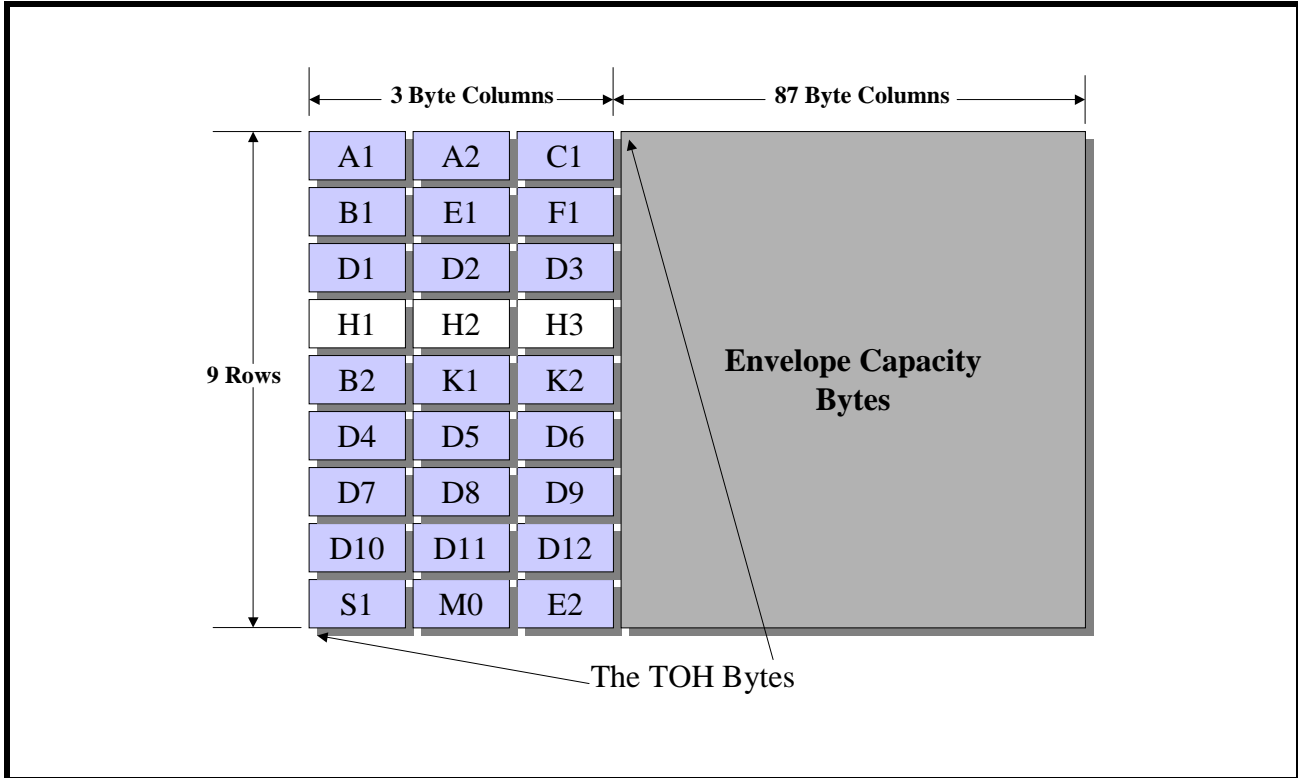 3 Byte Columns 87 Byte Columns
A1 A2 C1
B1 E1 F1
D1 D2 D3
H1 H2 H3
Envelope Capacity
Bytes
9 Rows
B2 K1 K2
D4 D5 D6
D7 D8 D9
D10 D11 D12
S1 M0 E2
The TOH Bytes